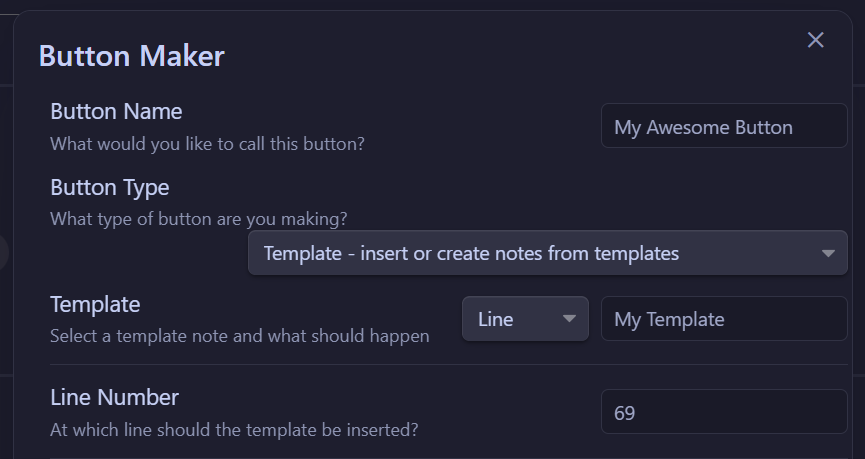 Button Maker
Button Name
What would you like to call this button?
My Awesome Button
Button Type
What type of button are you making?
Template - insert or create notes from templates
Template
Select a template note and what should happen
Line
My Template
Line Number
At which line should the template be inserted?
69